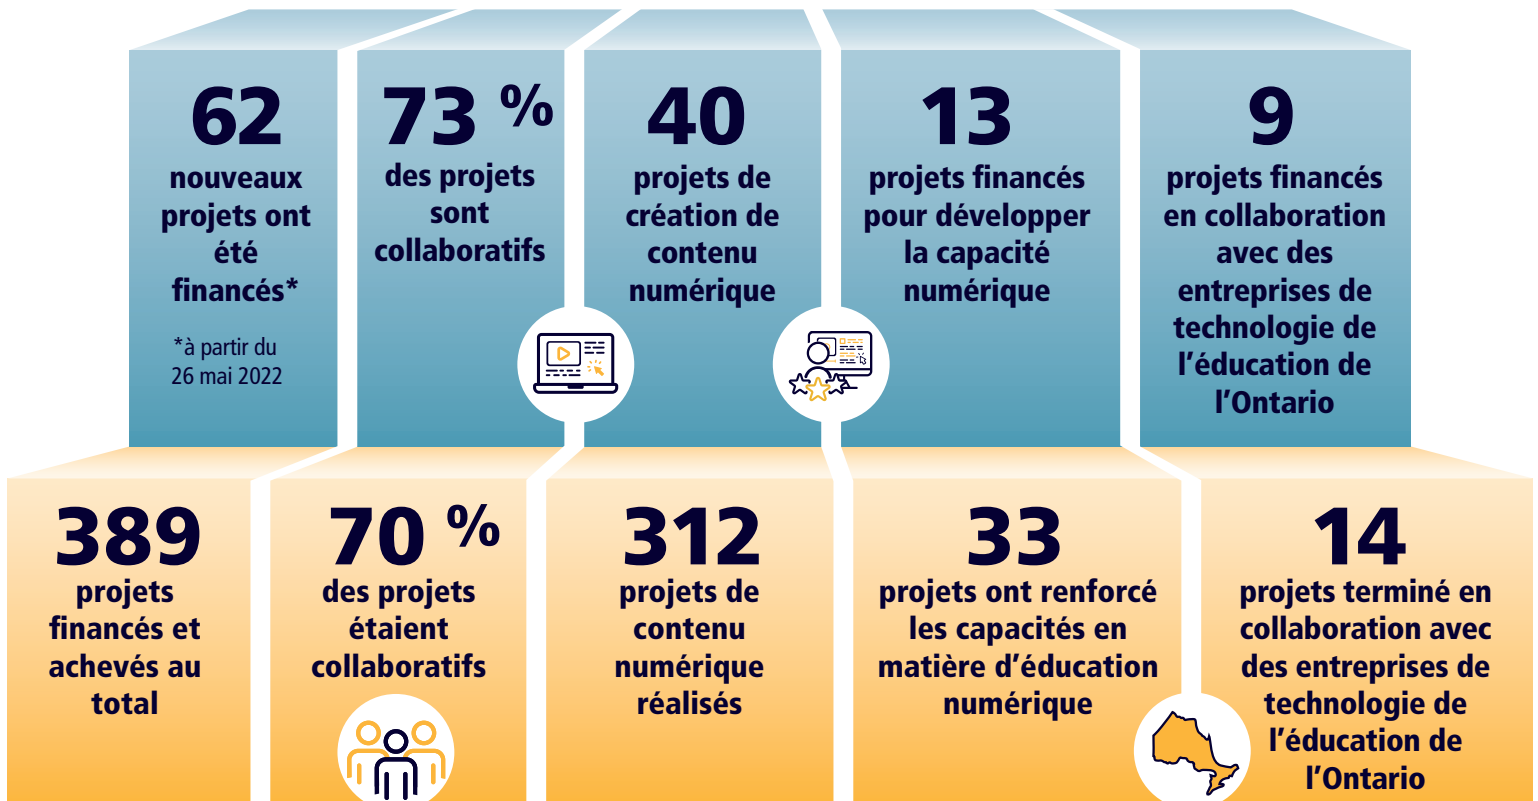 62
nouveaux
projets ont
été
financés*
*à partir du
26 mai 2022
73 %
des projets
sont
collaboratifs
40
projets de
création de
contenu
numérique
13
projets financés
pour développer
la capacité
numérique
9
projets financés
en collaboration
avec des
entreprises de
technologie de
l’éducation de
l’Ontario
389
projets
financés et
achevés au
total
70 %
des projets
étaient
collaboratifs
312
projets de
contenu
numérique
réalisés
33
projets ont renforcé
les capacités en
matière d’éducation
numérique
14
projets terminé en
collaboration avec
des entreprises de
technologie de
l’éducation de
l’Ontario